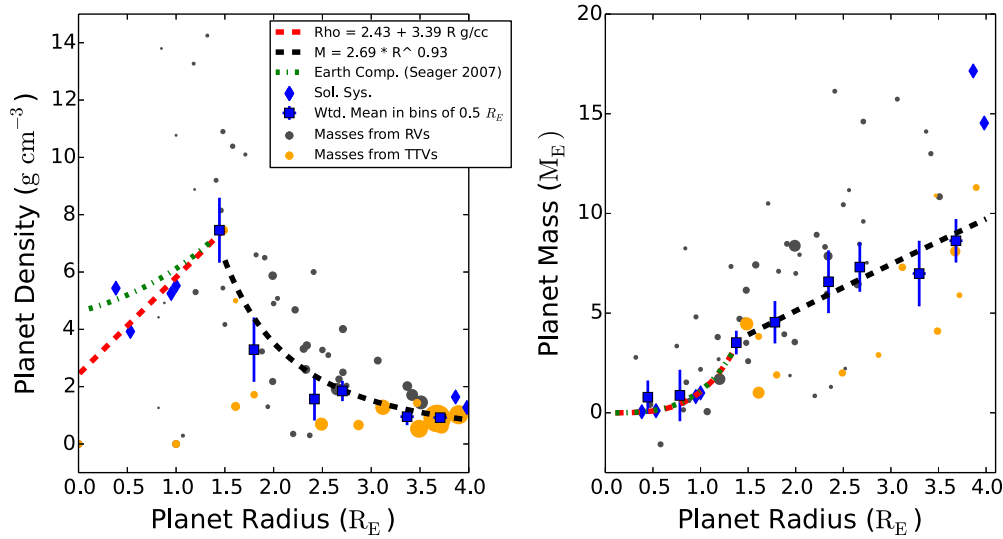 14
12
10
8
6
4
2
0
Planet Density (g cm⁻³)
Rho = 2.43 + 3.39 R g/cc
M = 2.69 * R^ 0.93
Earth Comp. (Seager 2007)
Sol. Sys.
Wtd. Mean in bins of 0.5 R_E
Masses from RVs
Masses from TTVs
0.0 0.5 1.0 1.5 2.0 2.5 3.0 3.5 4.0
Planet Radius (R_E)
20
15
10
5
0
Planet Mass (M_E)
0.0 0.5 1.0 1.5 2.0 2.5 3.0 3.5 4.0
Planet Radius (R_E)